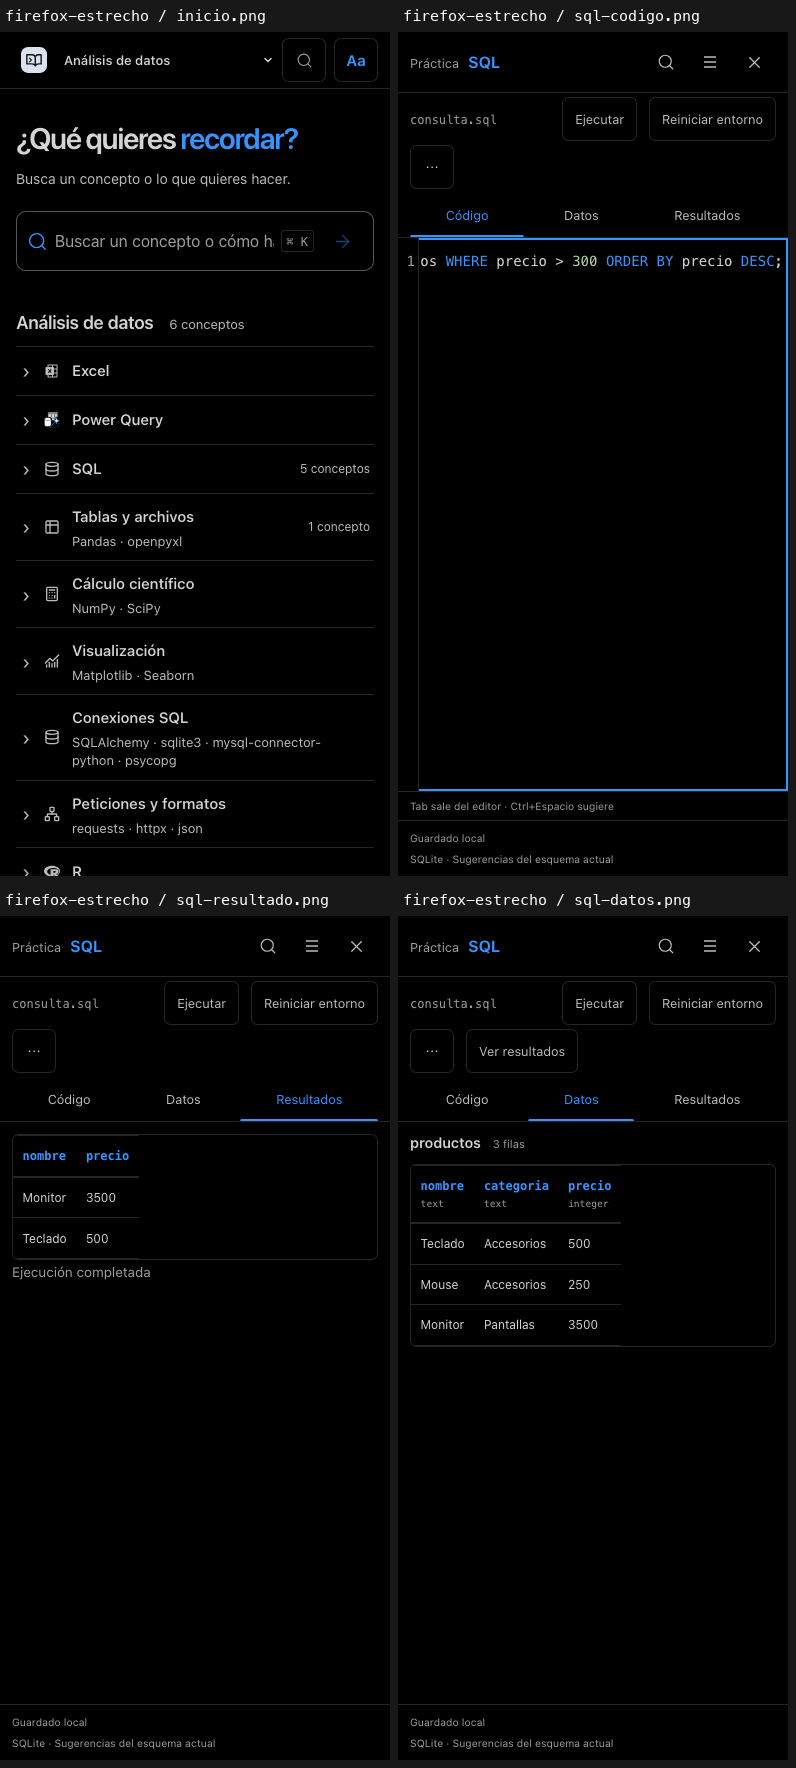 firefox-estrecho / inicio.png
Análisis de datos
Aa
¿Qué quieres recordar?
Busca un concepto o lo que quieres hacer.
Buscar un concepto o cómo ha
⌘ K
Análisis de datos 6 conceptos
Excel
Power Query
SQL 5 conceptos
Tablas y archivos 1 concepto
Pandas · openpyxl
Cálculo científico
NumPy · SciPy
Visualización
Matplotlib · Seaborn
Conexiones SQL
SQLAlchemy · sqlite3 · mysql-connector-
python · psycopg
Peticiones y formatos
requests · httpx · json
R
firefox-estrecho / sql-codigo.png
Práctica SQL
consulta.sql Ejecutar Reiniciar entorno
...
Código Datos Resultados
1 os WHERE precio > 300 ORDER BY precio DESC;
Tab sale del editor · Ctrl+Espacio sugiere
Guardado local
SQLite · Sugerencias del esquema actual
firefox-estrecho / sql-resultado.png
Práctica SQL
consulta.sql Ejecutar Reiniciar entorno
...
Código Datos Resultados
nombre precio
Monitor 3500
Teclado 500
Ejecución completada
Guardado local
SQLite · Sugerencias del esquema actual
firefox-estrecho / sql-datos.png
Práctica SQL
consulta.sql Ejecutar Reiniciar entorno
... Ver resultados
Código Datos Resultados
productos 3 filas
nombre categoria precio
text text integer
Teclado Accesorios 500
Mouse Accesorios 250
Monitor Pantallas 3500
Guardado local
SQLite · Sugerencias del esquema actual